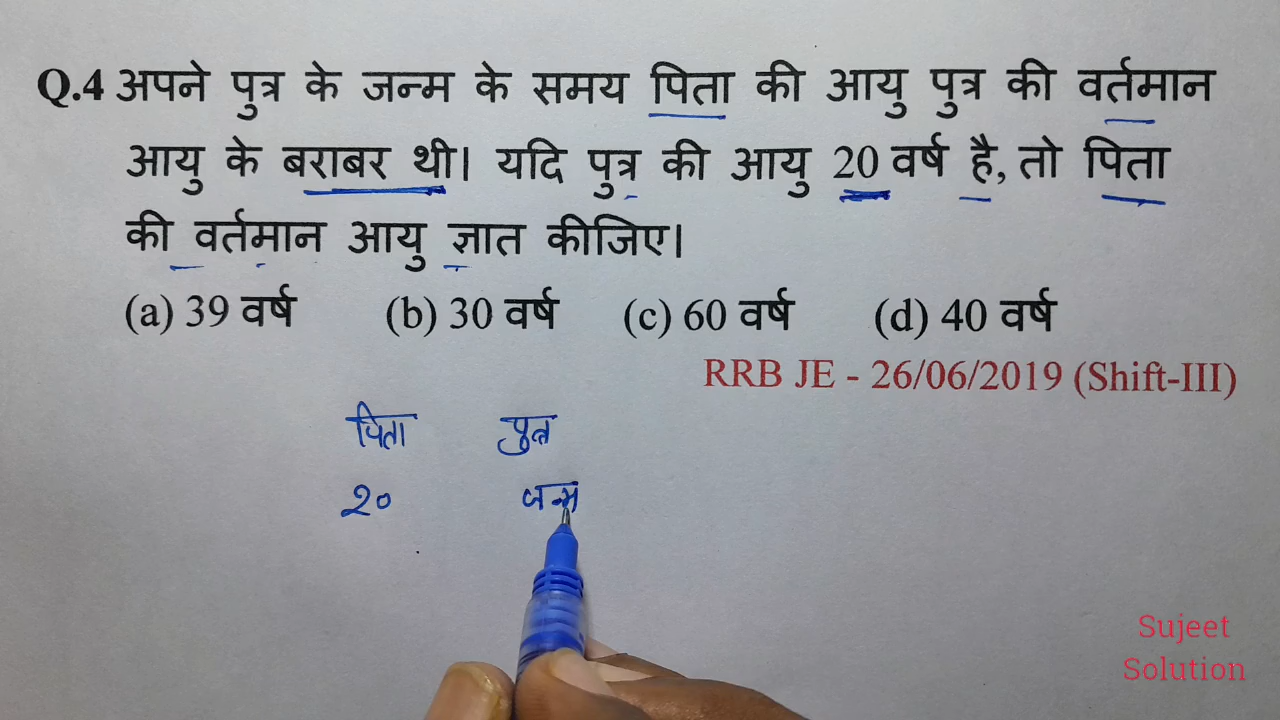 Q.4 अपने पुत्र के जन्म के समय पिता की आयु पुत्र की वर्तमान
आयु के बराबर थी। यदि पुत्र की आयु 20 वर्ष है, तो पिता
की वर्तमान आयु ज्ञात कीजिए।
(a) 39 वर्ष (b) 30 वर्ष (c) 60 वर्ष (d) 40 वर्ष
RRB JE - 26/06/2019 (Shift-III)
पिता पुत्र
२० जन्म
Sujeet
Solution